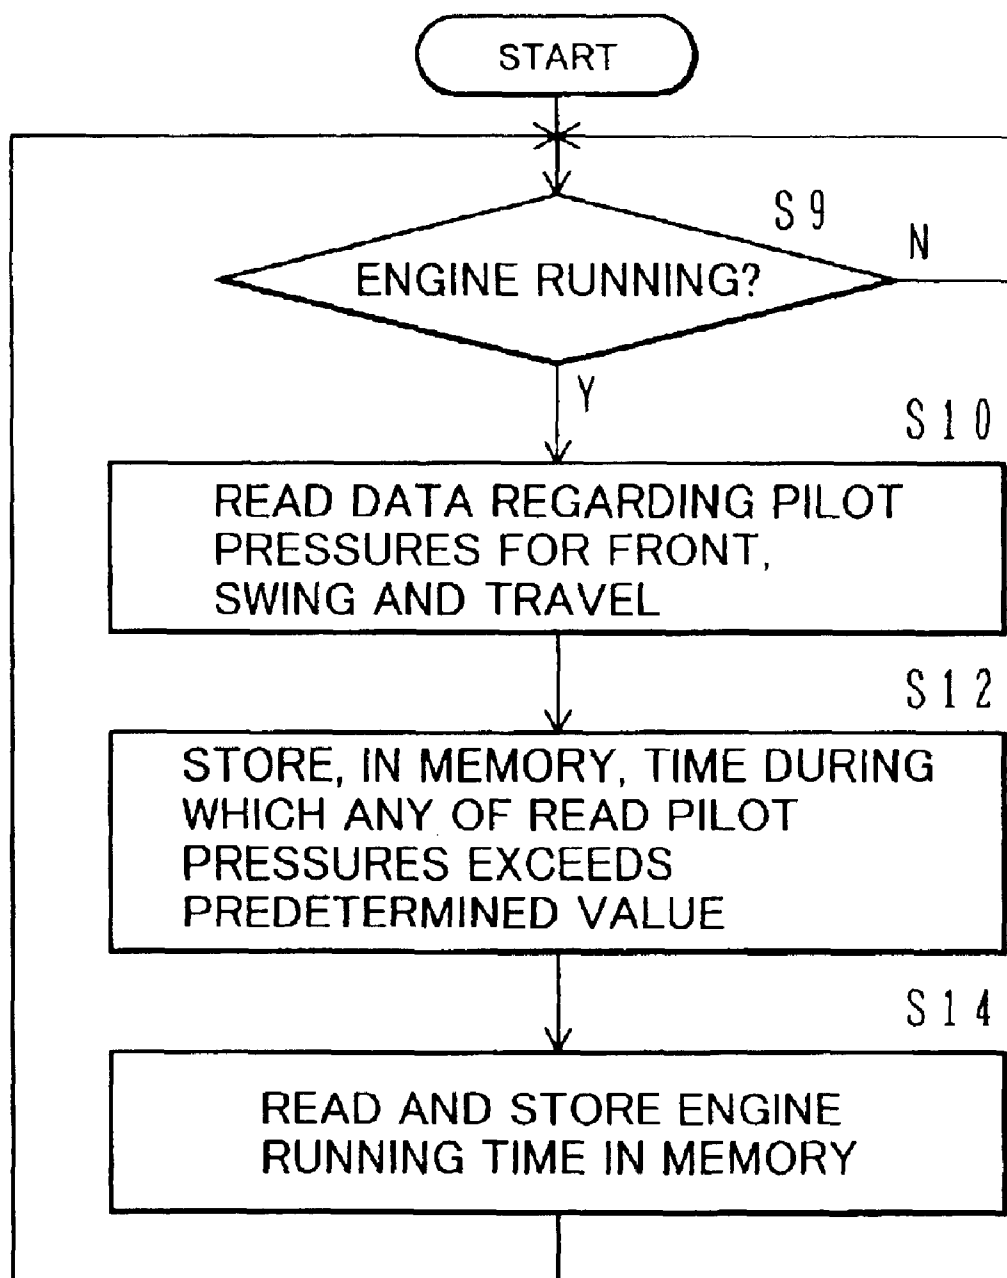 START
S9
N
ENGINE RUNNING?
Y
S10
READ DATA REGARDING PILOT
PRESSURES FOR FRONT,
SWING AND TRAVEL
S12
STORE, IN MEMORY, TIME DURING
WHICH ANY OF READ PILOT
PRESSURES EXCEEDS
PREDETERMINED VALUE
S14
READ AND STORE ENGINE
RUNNING TIME IN MEMORY